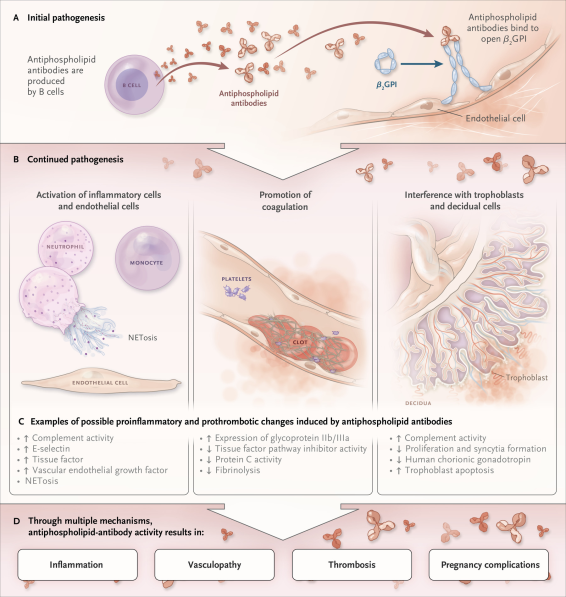 A Initial pathogenesis
Antiphospholipid
antibodies are
produced
by B cells
B CELL
Antiphospholipid
antibodies
β2GPI
Antiphospholipid
antibodies bind to
open β2GPI
Endothelial cell
B Continued pathogenesis
Activation of inflammatory cells
and endothelial cells
NEUTROPHIL
MONOCYTE
NETosis
ENDOTHELIAL CELL
Promotion of
coagulation
PLATELETS
CLOT
Interference with trophoblasts
and decidual cells
Trophoblast
DECIDUA
C Examples of possible proinflammatory and prothrombotic changes induced by antiphospholipid antibodies
• ↑ Complement activity
• ↑ E-selectin
• ↑ Tissue factor
• ↑ Vascular endothelial growth factor
• NETosis
• ↑ Expression of glycoprotein IIb/IIIa
• ↓ Tissue factor pathway inhibitor activity
• ↓ Protein C activity
• ↓ Fibrinolysis
• ↑ Complement activity
• ↓ Proliferation and syncytia formation
• ↓ Human chorionic gonadotropin
• ↑ Trophoblast apoptosis
D Through multiple mechanisms,
antiphospholipid-antibody activity results in:
Inflammation
Vasculopathy
Thrombosis
Pregnancy complications